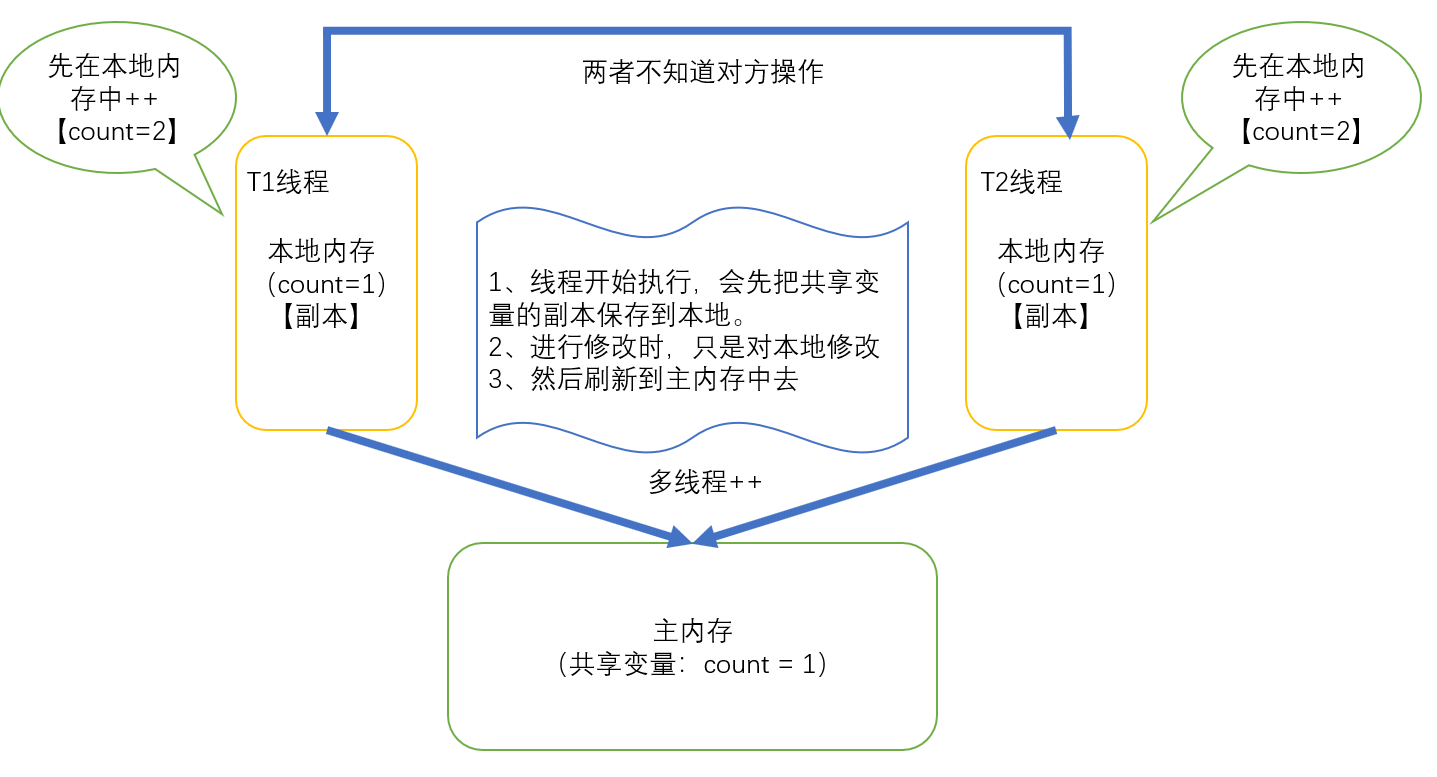 先在本地内
存中++
【count=2】
两者不知道对方操作
先在本地内
存中++
【count=2】
T1线程
本地内存
（count=1）
【副本】
1、线程开始执行，会先把共享变
量的副本保存到本地。
2、进行修改时，只是对本地修改
3、然后刷新到主内存中去
T2线程
本地内存
（count=1）
【副本】
多线程++
主内存
（共享变量：count = 1）